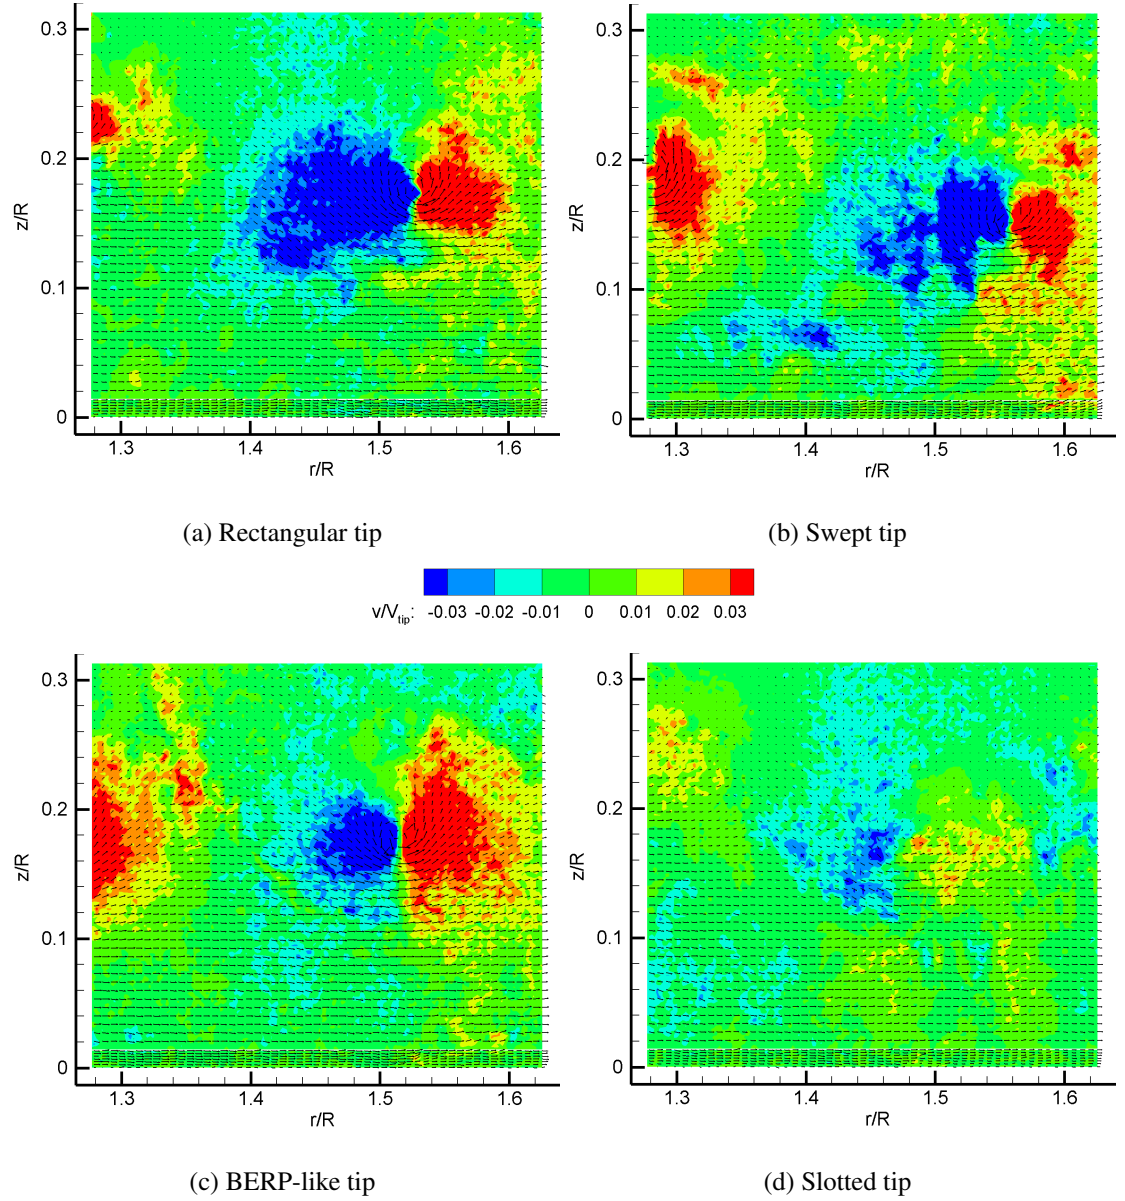 0.3
0.2
0.1
0
z/R
1.3
1.4
1.5
1.6
r/R
(a) Rectangular tip
0.3
0.2
0.1
0
z/R
1.3
1.4
1.5
1.6
r/R
(b) Swept tip
v/Vtip: -0.03 -0.02 -0.01 0 0.01 0.02 0.03
0.3
0.2
0.1
0
z/R
1.3
1.4
1.5
1.6
r/R
(c) BERP-like tip
0.3
0.2
0.1
0
z/R
1.3
1.4
1.5
1.6
r/R
(d) Slotted tip